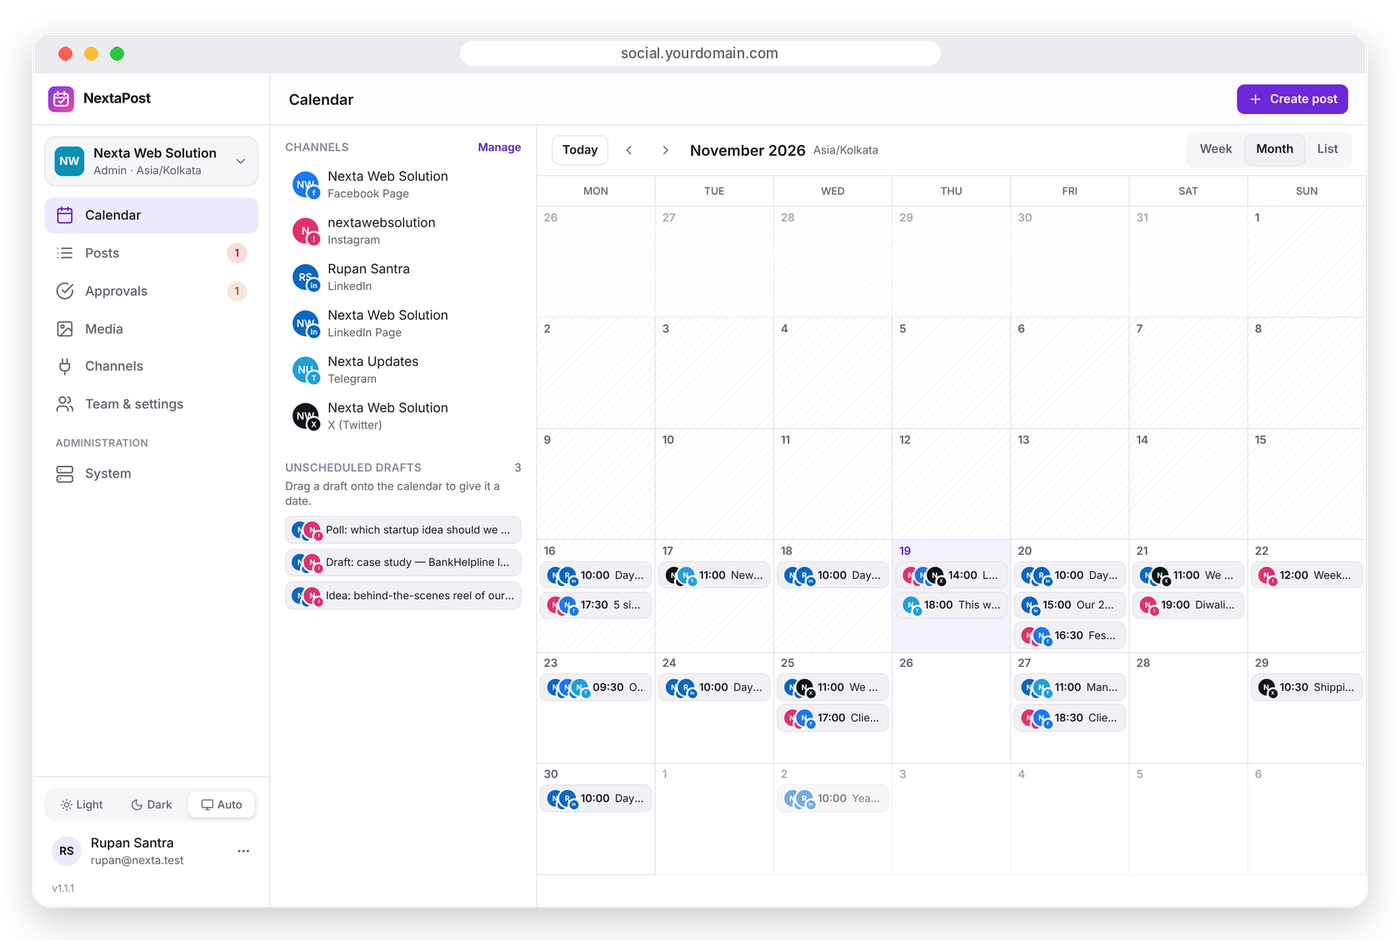 social.yourdomain.com
NextaPost
Calendar
+ Create post
NW
Nexta Web Solution
Admin · Asia/Kolkata
Calendar
Posts 1
Approvals 1
Media
Channels
Team & settings
ADMINISTRATION
System
Light Dark Auto
RS
Rupan Santra
rupan@nexta.test
v1.1.1
CHANNELS Manage
Nexta Web Solution
Facebook Page
nextawebsolution
Instagram
Rupan Santra
LinkedIn
Nexta Web Solution
LinkedIn Page
Nexta Updates
Telegram
Nexta Web Solution
X (Twitter)
UNSCHEDULED DRAFTS 3
Drag a draft onto the calendar to give it a
date.
Poll: which startup idea should we ...
Draft: case study — BankHelpline l...
Idea: behind-the-scenes reel of our...
Today November 2026 Asia/Kolkata Week Month List
MON TUE WED THU FRI SAT SUN
26 27 28 29 30 31 1
2 3 4 5 6 7 8
9 10 11 12 13 14 15
16 17 18 19 20 21 22
10:00 Day... 11:00 New... 10:00 Day... 14:00 L... 10:00 Day... 11:00 We ... 12:00 Week...
17:30 5 si... 18:00 This w... 15:00 Our 2... 19:00 Diwali...
16:30 Fes...
23 24 25 26 27 28 29
09:30 O... 10:00 Day... 11:00 We ... 11:00 Man... 10:30 Shippi...
17:00 Clie... 18:30 Clie...
30 1 2 3 4 5 6
10:00 Day... 10:00 Yea...